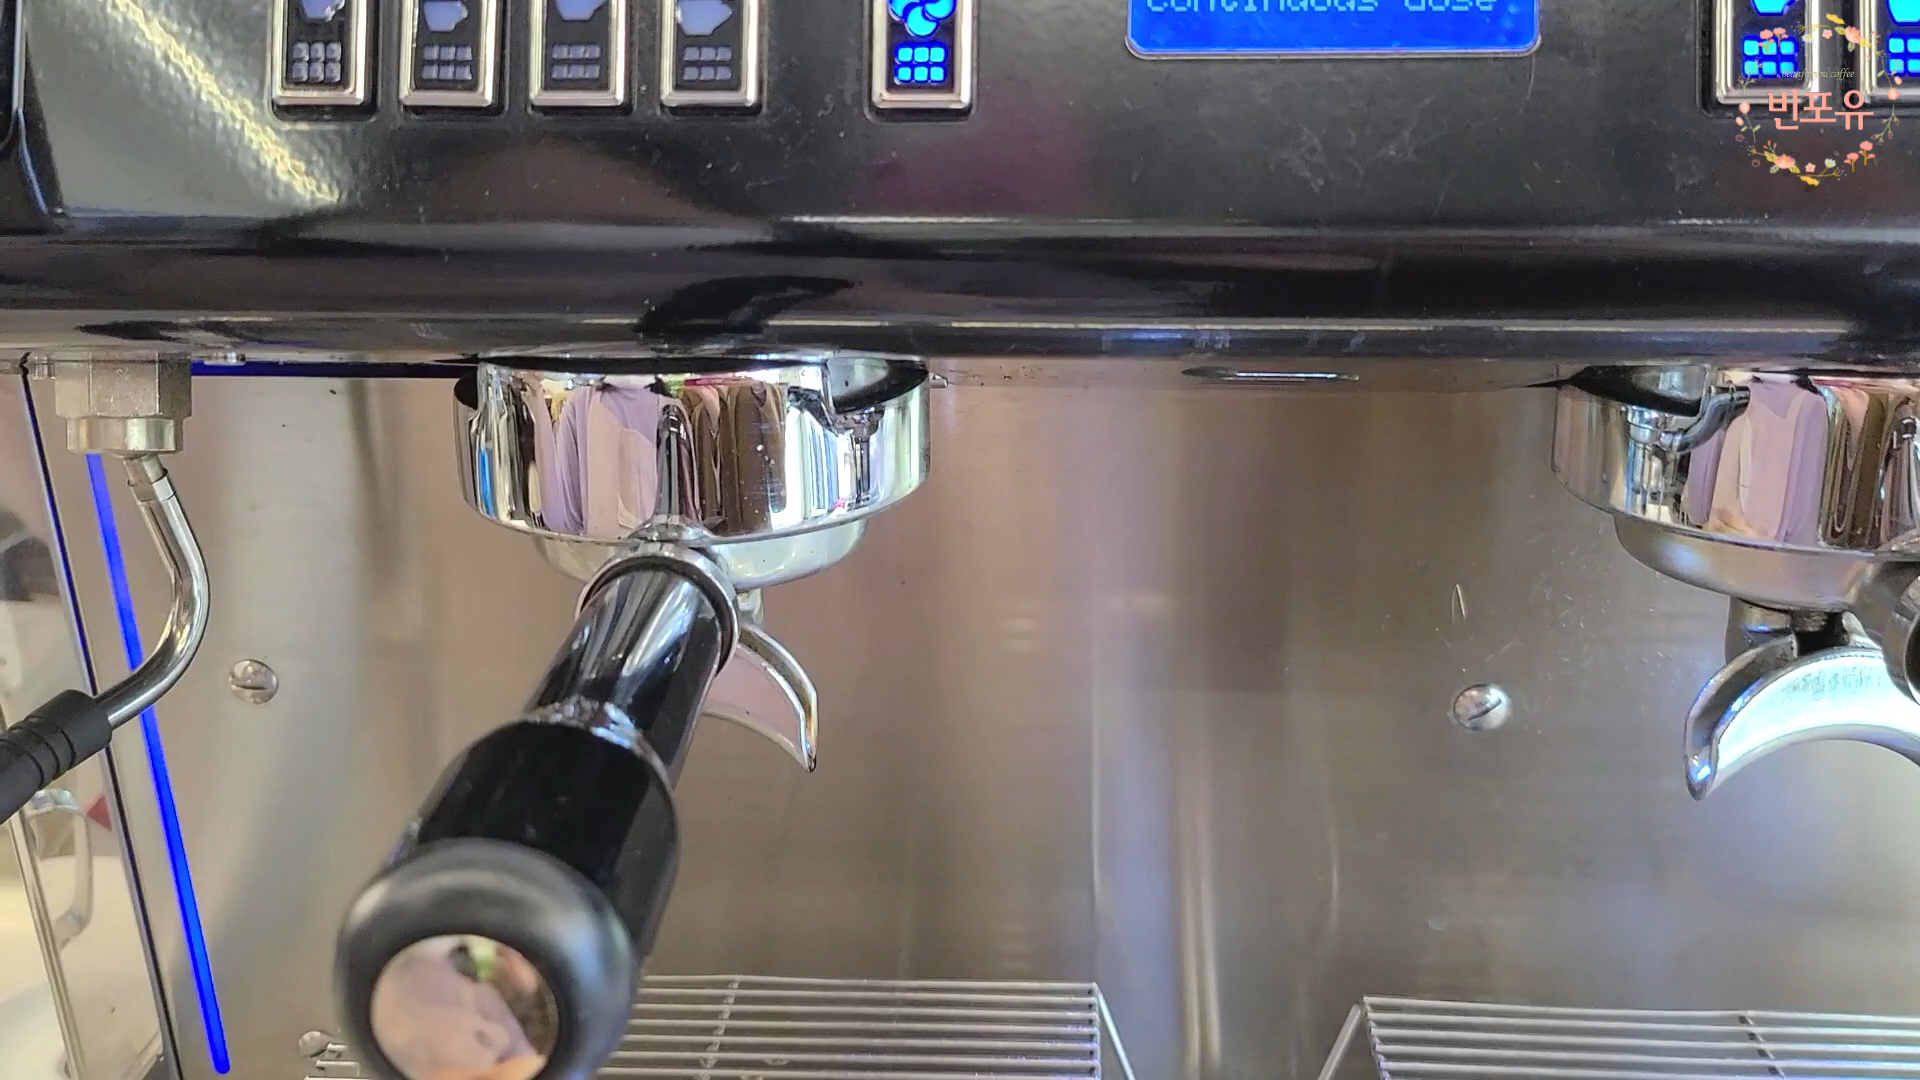 continuous dose
빈포유